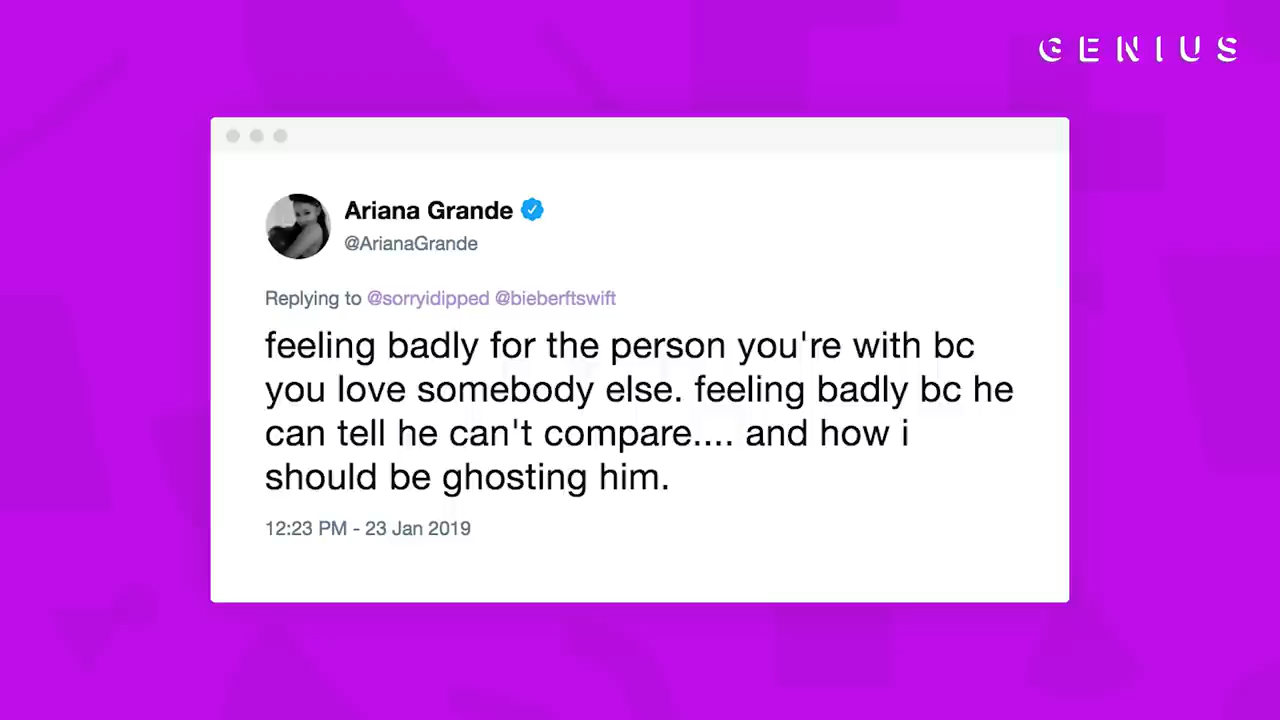 GENIUS
Ariana Grande
@ArianaGrande
Replying to @sorryidipped @bieberftswift
feeling badly for the person you're with bc
you love somebody else. feeling badly bc he
can tell he can't compare.... and how i
should be ghosting him.
12:23 PM - 23 Jan 2019